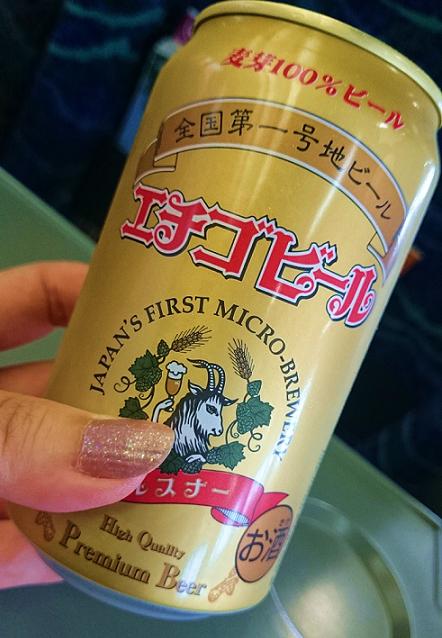 麦芽100%ビール
全国第一号地ビール
エチゴビール
JAPAN'S FIRST MICRO-BREWERY
ルスナー
High Quality
Premium Beer
お酒